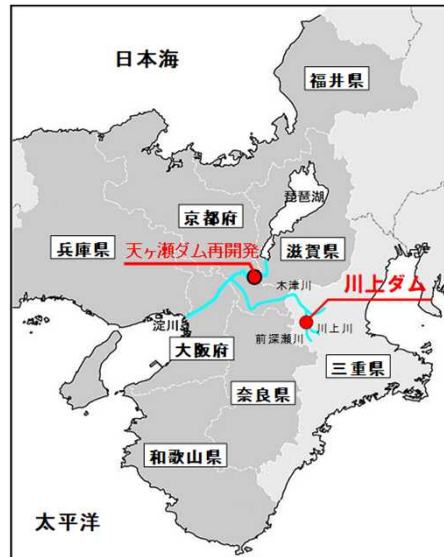 日本海
福井県
琵琶湖
京都府
兵庫県
天ヶ瀬ダム再開発
滋賀県
木津川
川上ダム
淀川
前深瀬川
川上川
大阪府
三重県
奈良県
和歌山県
太平洋